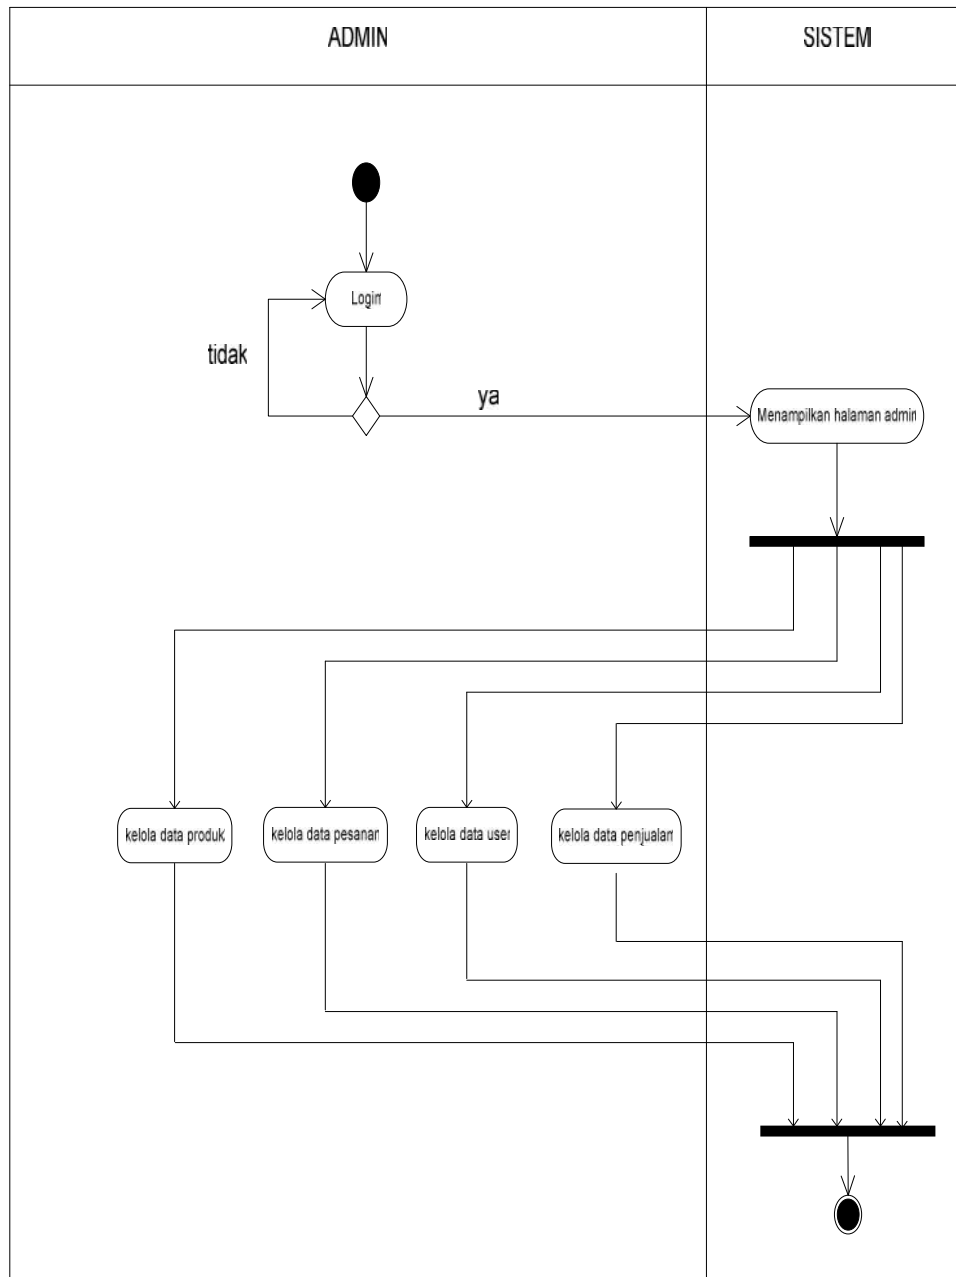 ADMIN
SISTEM
Login
tidak
ya
Menampilkan halaman admin
kelola data produk
kelola data pesanan
kelola data user
kelola data penjualan